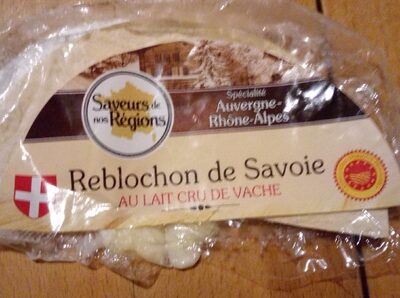 Saveurs de
nos Régions
Spécialité
Auvergne-
Rhône-Alpes
Reblochon de Savoie
AU LAIT CRU DE VACHE